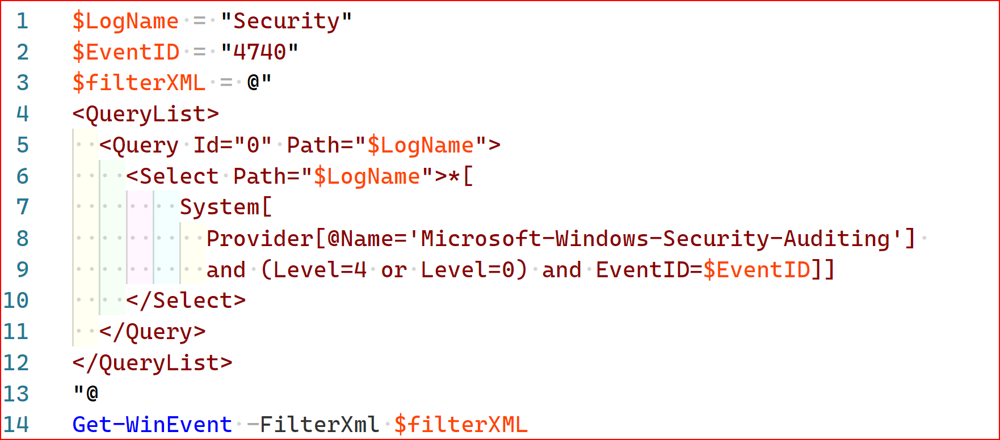 1 $LogName = "Security"
2 $EventID = "4740"
3 $filterXML = @"
4 <QueryList>
5   <Query Id="0" Path="$LogName">
6     <Select Path="$LogName">*[
7         System[
8           Provider[@Name='Microsoft-Windows-Security-Auditing'] 
9           and (Level=4 or Level=0) and EventID=$EventID]]
10     </Select>
11   </Query>
12 </QueryList>
13 "@
14 Get-WinEvent -FilterXml $filterXML